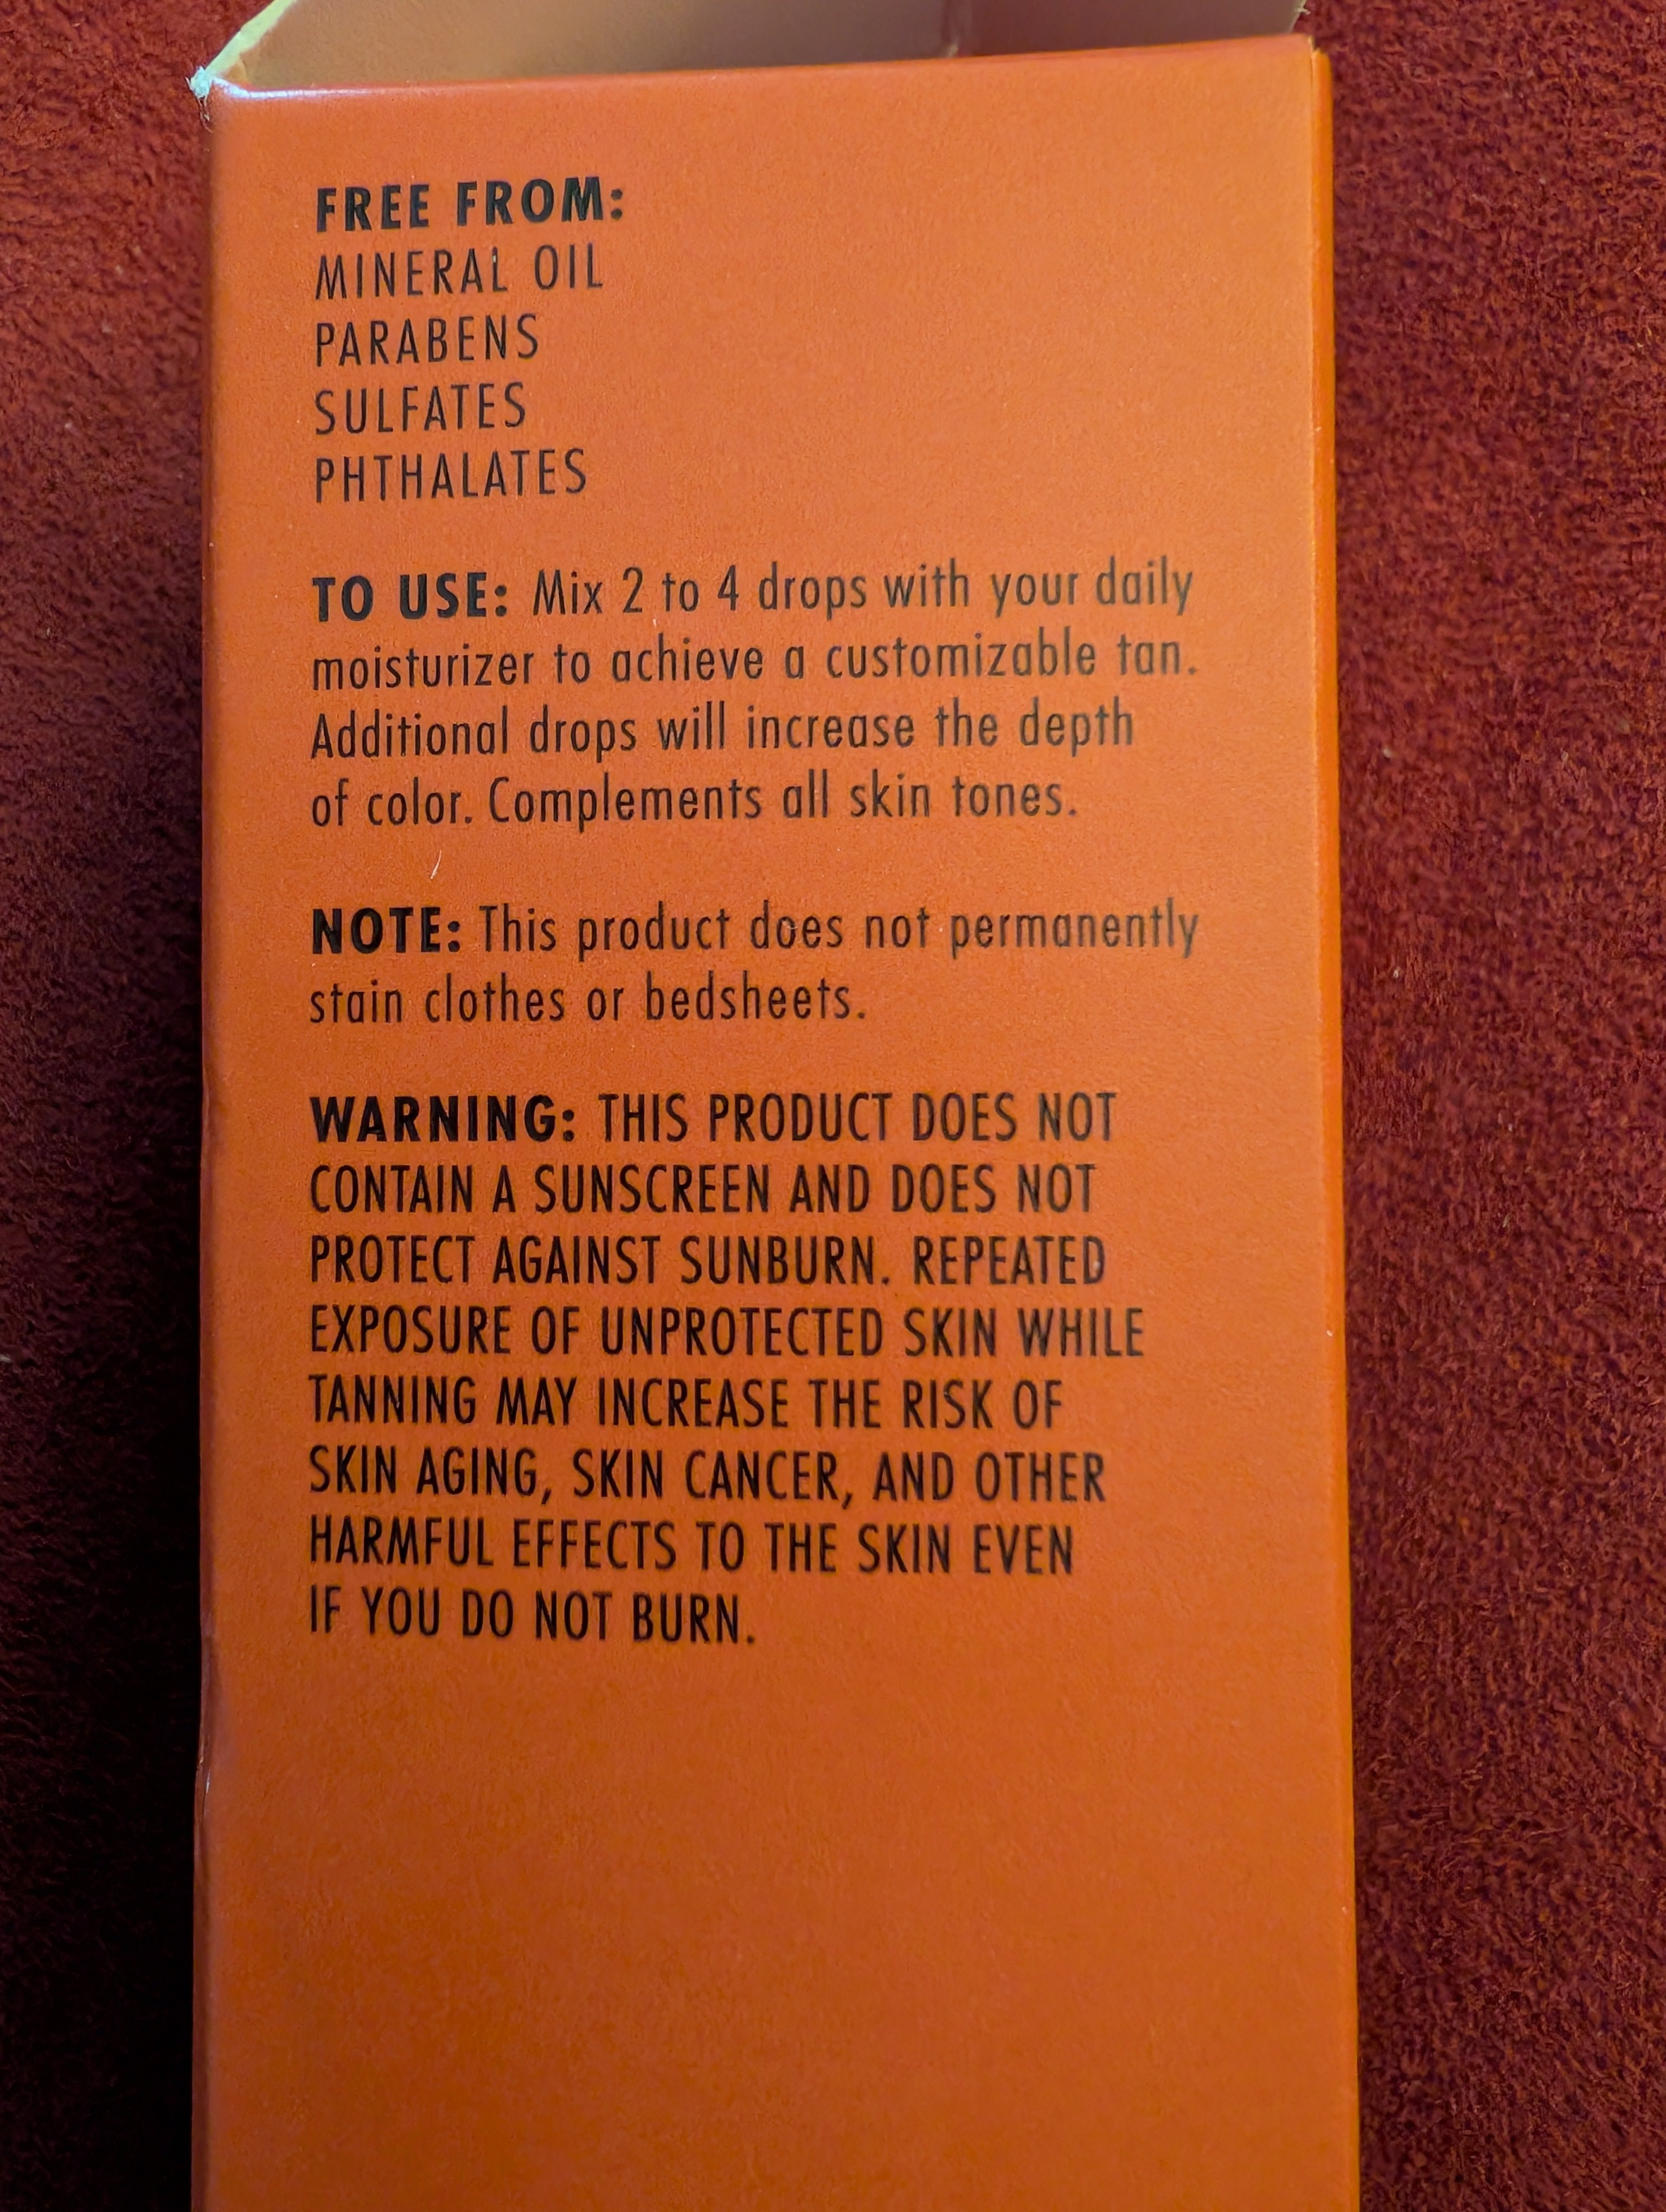 FREE FROM:
MINERAL OIL
PARABENS
SULFATES
PHTHALATES
TO USE: Mix 2 to 4 drops with your daily
moisturizer to achieve a customizable tan.
Additional drops will increase the depth
of color. Complements all skin tones.
NOTE: This product does not permanently
stain clothes or bedsheets.
WARNING: THIS PRODUCT DOES NOT
CONTAIN A SUNSCREEN AND DOES NOT
PROTECT AGAINST SUNBURN. REPEATED
EXPOSURE OF UNPROTECTED SKIN WHILE
TANNING MAY INCREASE THE RISK OF
SKIN AGING, SKIN CANCER, AND OTHER
HARMFUL EFFECTS TO THE SKIN EVEN
IF YOU DO NOT BURN.